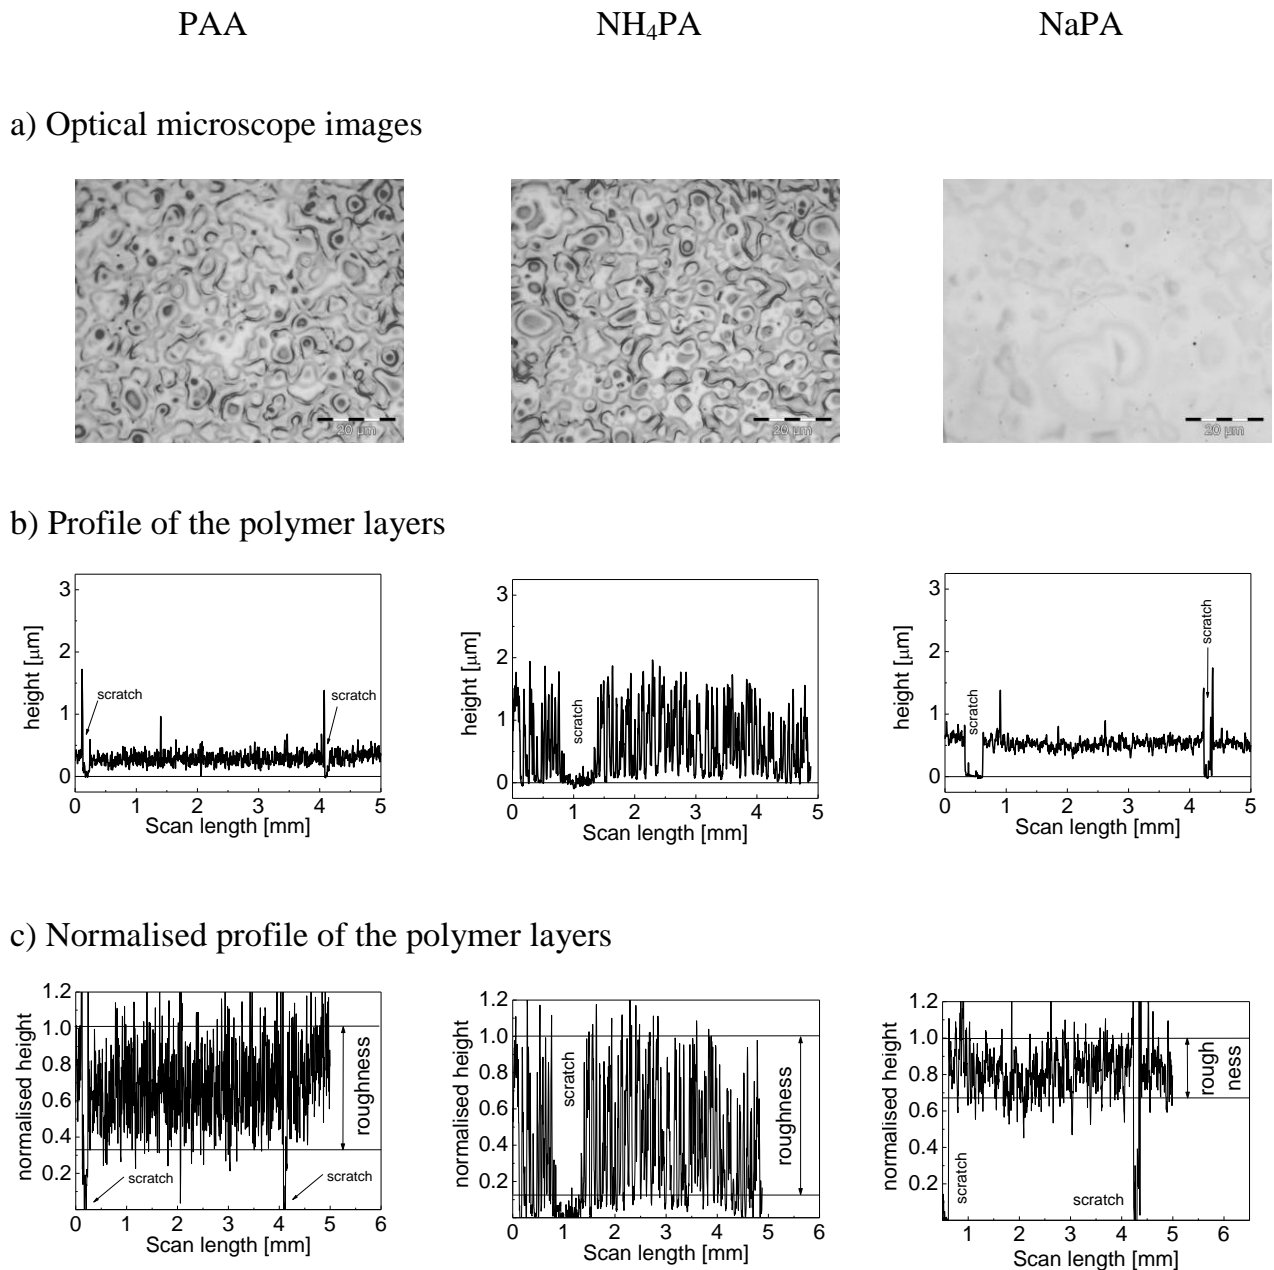 PAA NH₄PA NaPA
a) Optical microscope images
20 µm 20 µm 20 µm
b) Profile of the polymer layers
height [µm]
3
2
1
0
scratch
scratch
0 1 2 3 4 5
Scan length [mm]
height [µm]
3
2
1
0
scratch
0 1 2 3 4 5
Scan length [mm]
height [µm]
3
2
1
0
scratch
scratch
0 1 2 3 4 5
Scan length [mm]
c) Normalised profile of the polymer layers
normalised height
1.2
1.0
0.8
0.6
0.4
0.2
roughness
scratch
scratch
0 1 2 3 4 5 6
Scan length [mm]
normalised height
1.2
1.0
0.8
0.6
0.4
0.2
scratch
roughness
0 1 2 3 4 5 6
Scan length [mm]
normalised height
1.2
1.0
0.8
0.6
0.4
0.2
rough
ness
scratch
scratch
1 2 3 4 5 6
Scan length [mm]